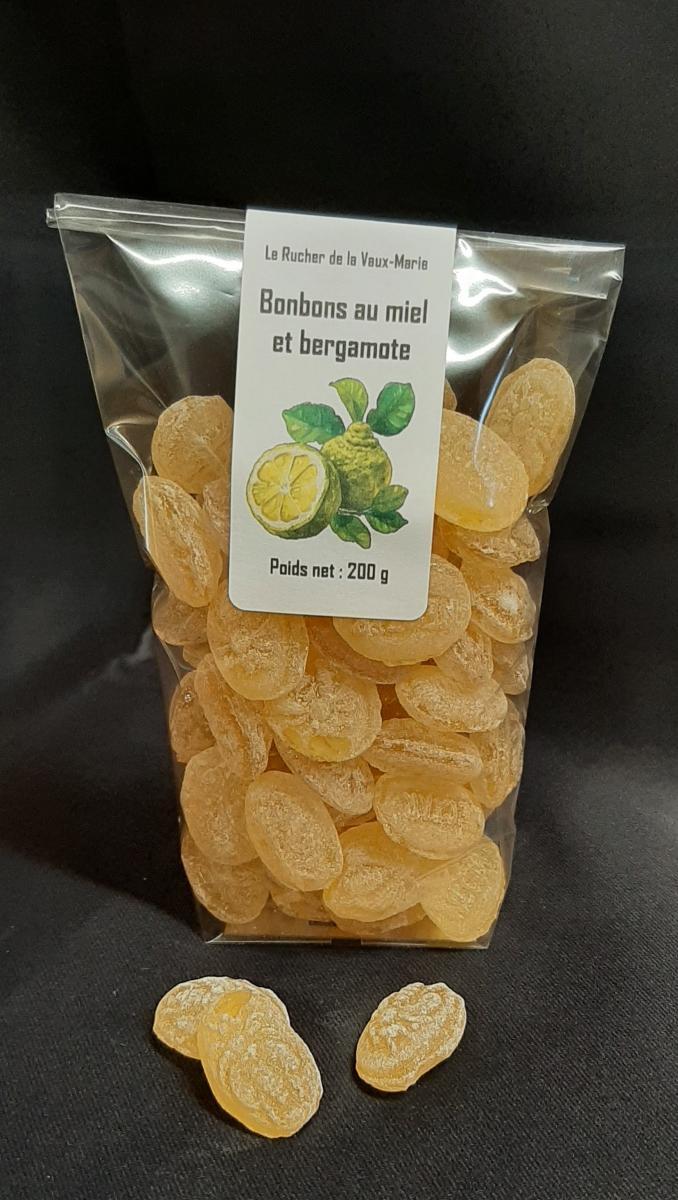 Le Rucher de la Vaux-Marie
Bonbons au miel
et bergamote
Poids net : 200 g